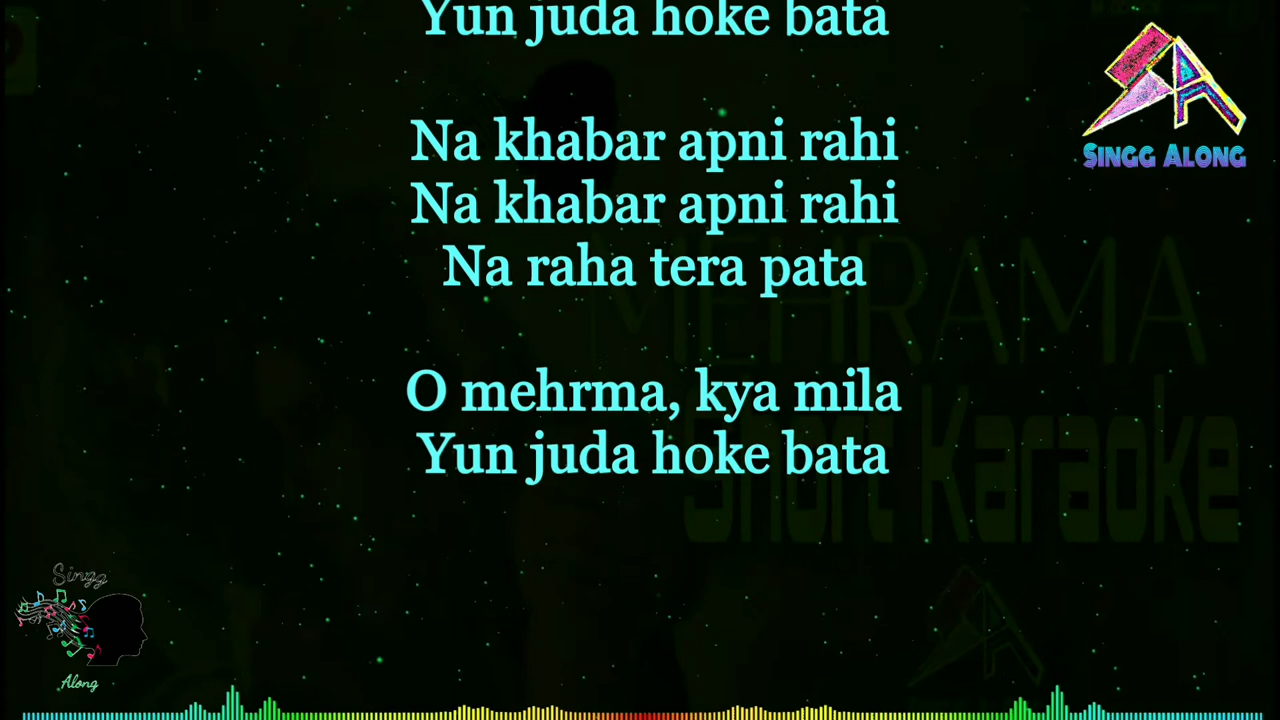 Yun juda hoke bata
SINGG ALONG
Na khabar apni rahi
Na khabar apni rahi
Na raha tera pata
MEHRAMA
O mehrma, kya mila
Yun juda hoke bata
Short Karaoke
Singg
Along